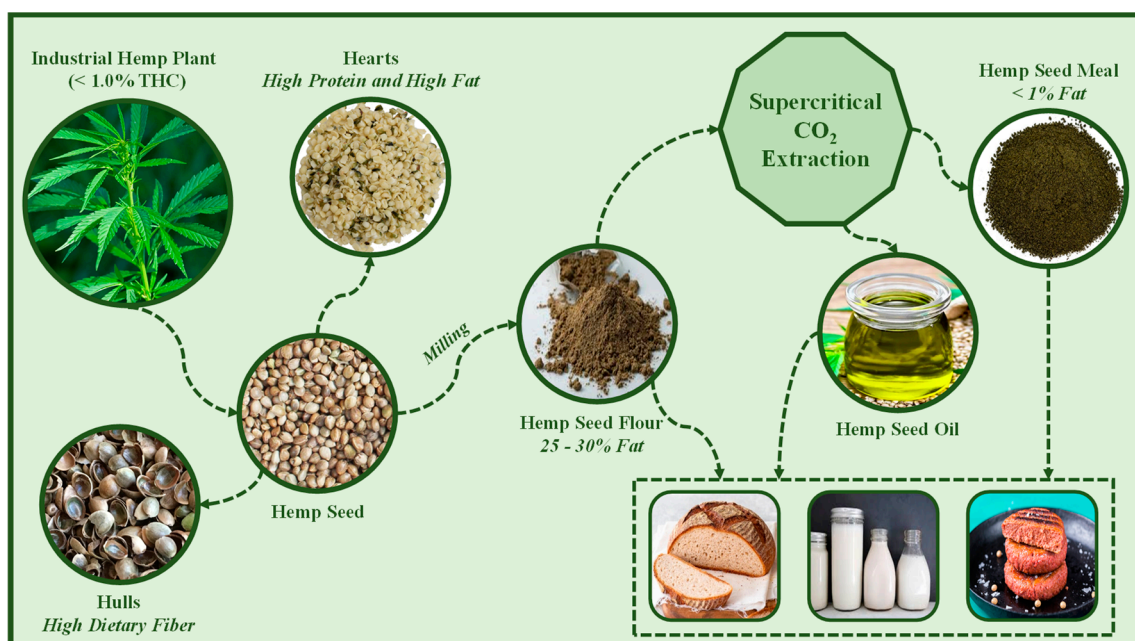 Industrial Hemp Plant
(< 1.0% THC)
Hearts
High Protein and High Fat
Supercritical
CO₂
Extraction
Hemp Seed Meal
< 1% Fat
Milling
Hemp Seed Flour
25 - 30% Fat
Hemp Seed Oil
Hemp Seed
Hulls
High Dietary Fiber